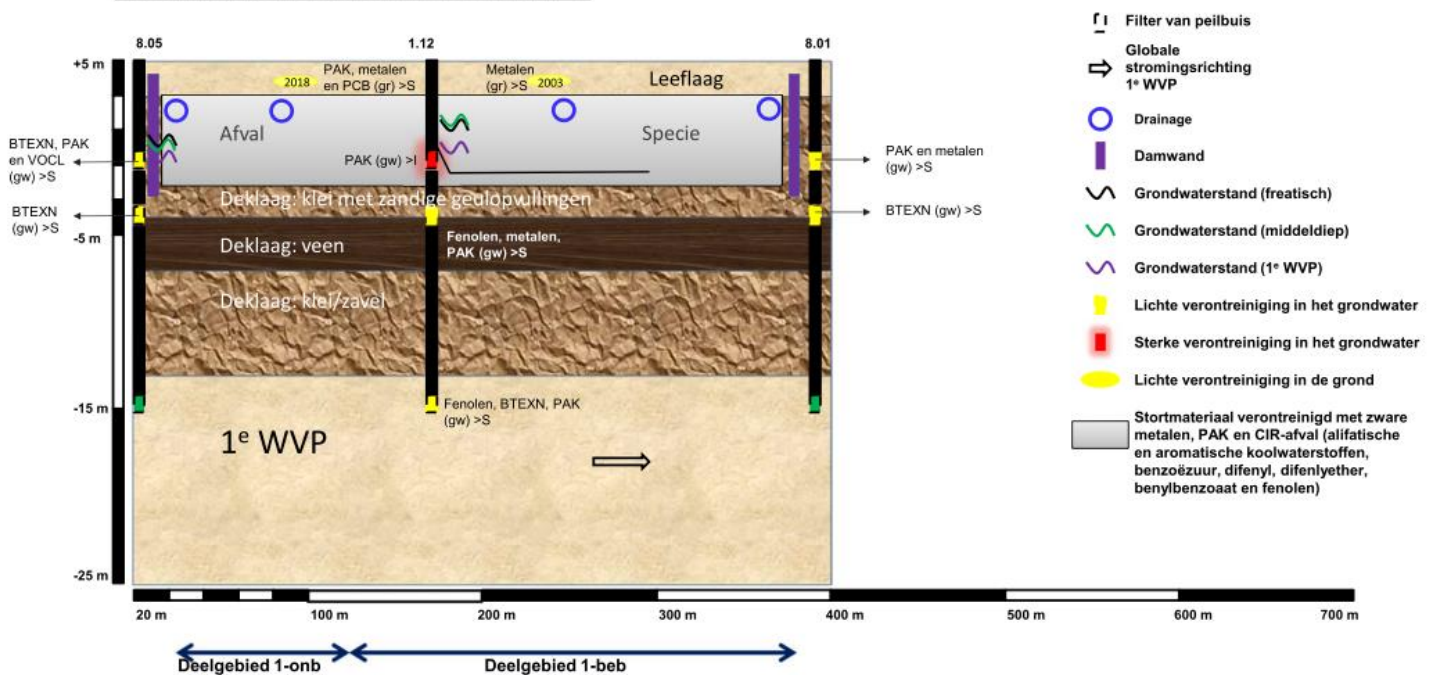 8.05
1.12
8.01
+5 m
-5 m
-15 m
-25 m
2018
PAK, metalen
en PCB (gr) >S
Metalen
(gr) >S
2003
Leeflaag
Afval
Specie
BTEXN, PAK
en VOCL
(gw) >S
PAK (gw) >I
PAK en metalen
(gw) >S
Deklaag: klei met zandige geulopvullingen
BTEXN
(gw) >S
BTEXN (gw) >S
Deklaag: veen
Fenolen, metalen,
PAK (gw) >S
Deklaag: klei/zavel
Fenolen, BTEXN, PAK
(gw) >S
1e WVP
20 m
100 m
200 m
300 m
400 m
500 m
600 m
700 m
Deelgebied 1-onb
Deelgebied 1-beb
Filter van peilbuis
Globale
stromingsrichting
1e WVP
Drainage
Damwand
Grondwaterstand (freatisch)
Grondwaterstand (middeldiep)
Grondwaterstand (1e WVP)
Lichte verontreiniging in het grondwater
Sterke verontreiniging in het grondwater
Lichte verontreiniging in de grond
Stortmateriaal verontreinigd met zware
metalen, PAK en CIR-afval (alifatische
en aromatische koolwaterstoffen,
benzoëzuur, difenyl, difenlyether,
benylbenzoaat en fenolen)